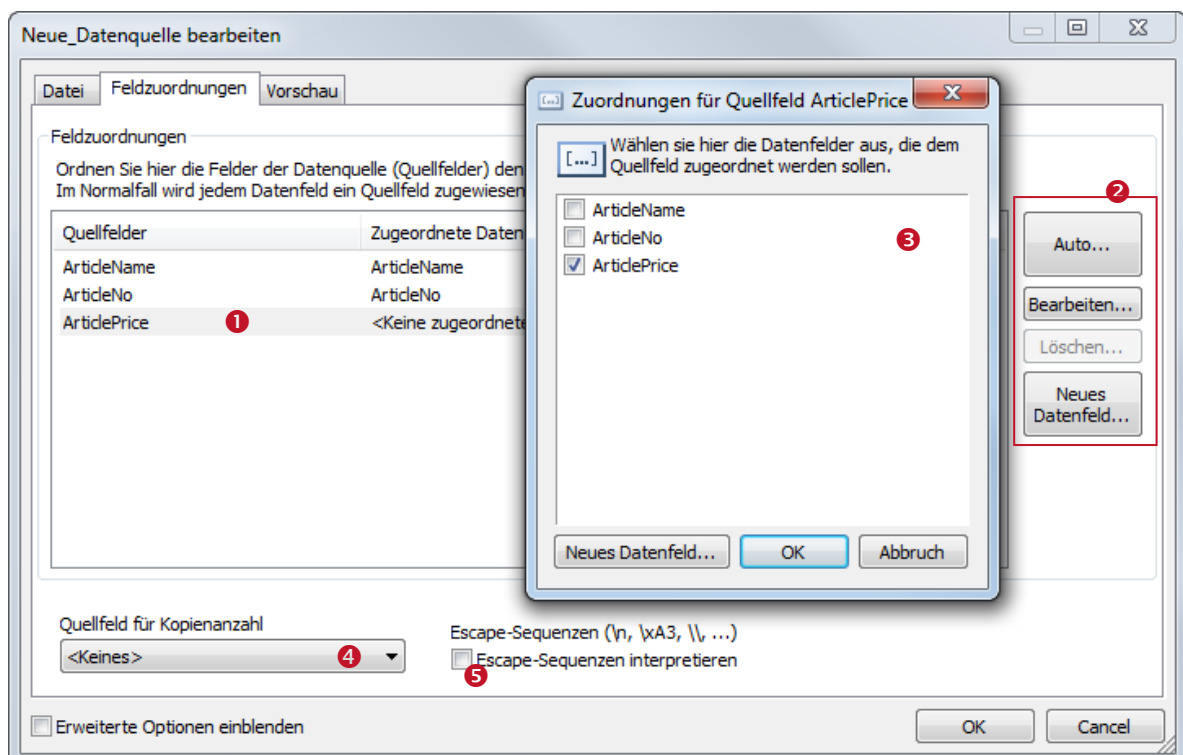 Neue_Datenquelle bearbeiten
Datei
Feldzuordnungen
Vorschau
Feldzuordnungen
Ordnen Sie hier die Felder der Datenquelle (Quellfelder) den
Im Normalfall wird jedem Datenfeld ein Quellfeld zugewiesen
Quellfelder
Zugeordnete Daten
ArticleName
ArticleName
ArticleNo
ArticleNo
ArticlePrice
1
<Keine zugeordnete
Zuordnungen für Quellfeld ArticlePrice
[...]
Wählen sie hier die Datenfelder aus, die dem
Quellfeld zugeordnet werden sollen.
ArticleName
ArticleNo
3
ArticlePrice
Neues Datenfeld...
OK
Abbruch
2
Auto...
Bearbeiten...
Löschen...
Neues
Datenfeld...
Quellfeld für Kopienanzahl
<Keines>
4
Escape-Sequenzen (\n, \xA3, \\, ...)
Escape-Sequenzen interpretieren
5
Erweiterte Optionen einblenden
OK
Cancel